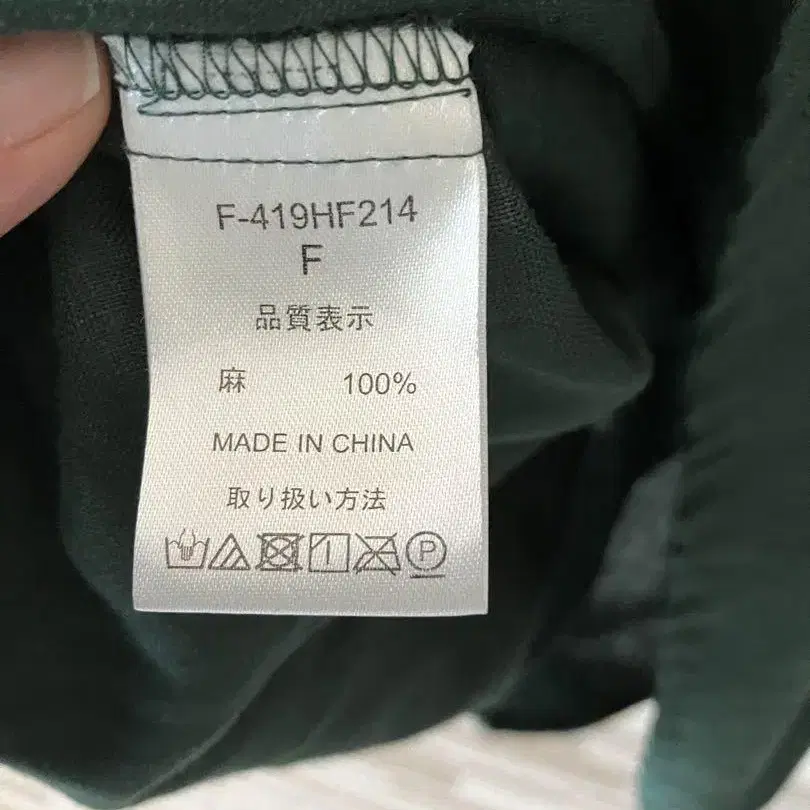 F-419HF214
F
品質表示
麻 100%
MADE IN CHINA
取り扱い方法
P